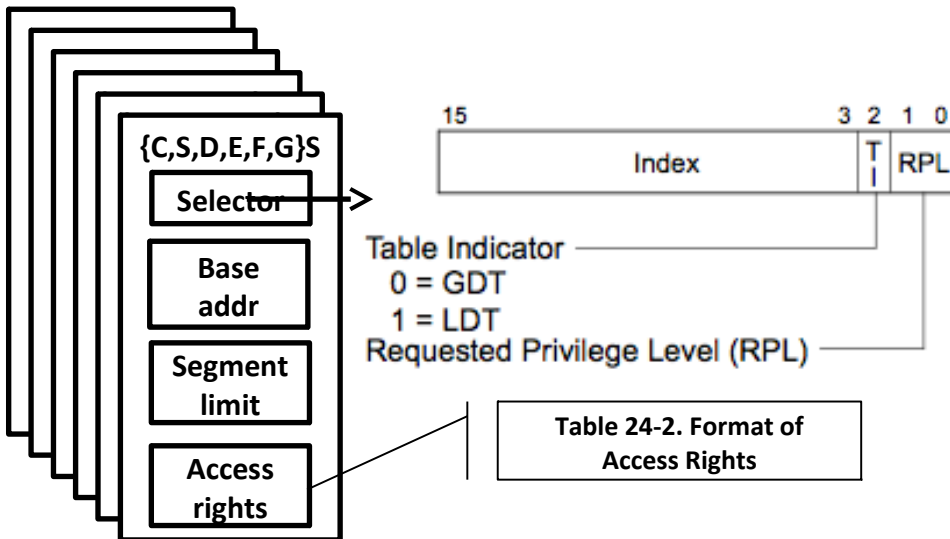 {C,S,D,E,F,G}S
Selector
Base
addr
Segment
limit
Access
rights
15 3 2 1 0
Index
T
I
RPL
Table Indicator
0 = GDT
1 = LDT
Requested Privilege Level (RPL)
Table 24-2. Format of
Access Rights